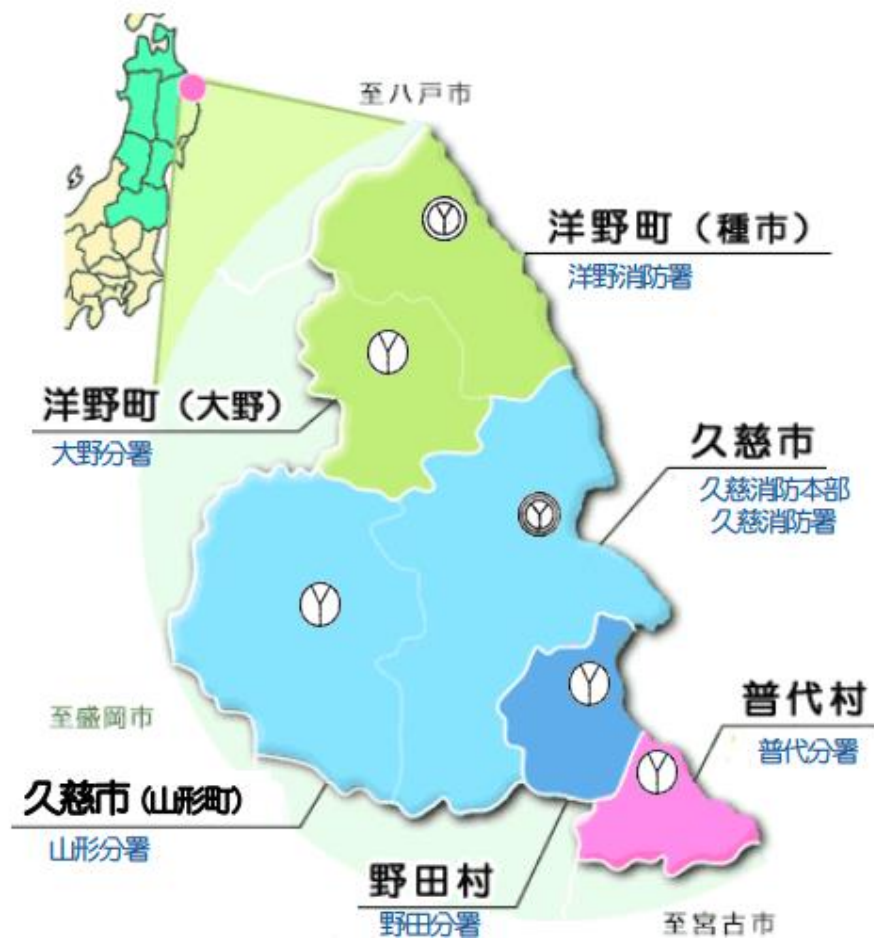 至八戸市
洋野町（種市）
洋野消防署
洋野町（大野）
大野分署
久慈市
久慈消防本部
久慈消防署
至盛岡市
普代村
普代分署
久慈市（山形町）
山形分署
野田村
野田分署
至宮古市